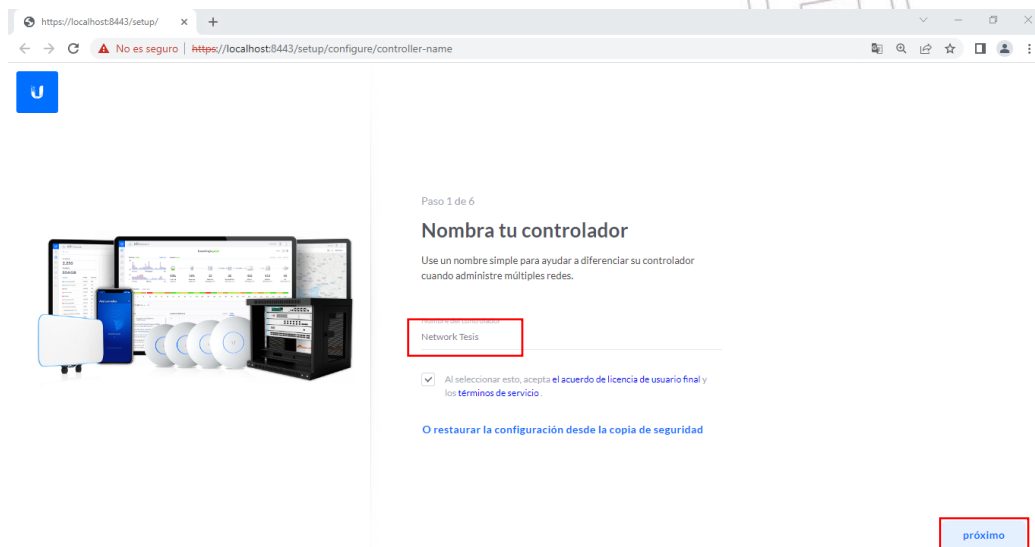 https://localhost:8443/setup/
No es seguro | https://localhost:8443/setup/configure/controller-name
Paso 1 de 6
Nombra tu controlador
Use un nombre simple para ayudar a diferenciar su controlador
cuando administre múltiples redes.
Nombre del controlador
Network Tesis
Al seleccionar esto, acepta el acuerdo de licencia de usuario final y
los términos de servicio .
O restaurar la configuración desde la copia de seguridad
próximo